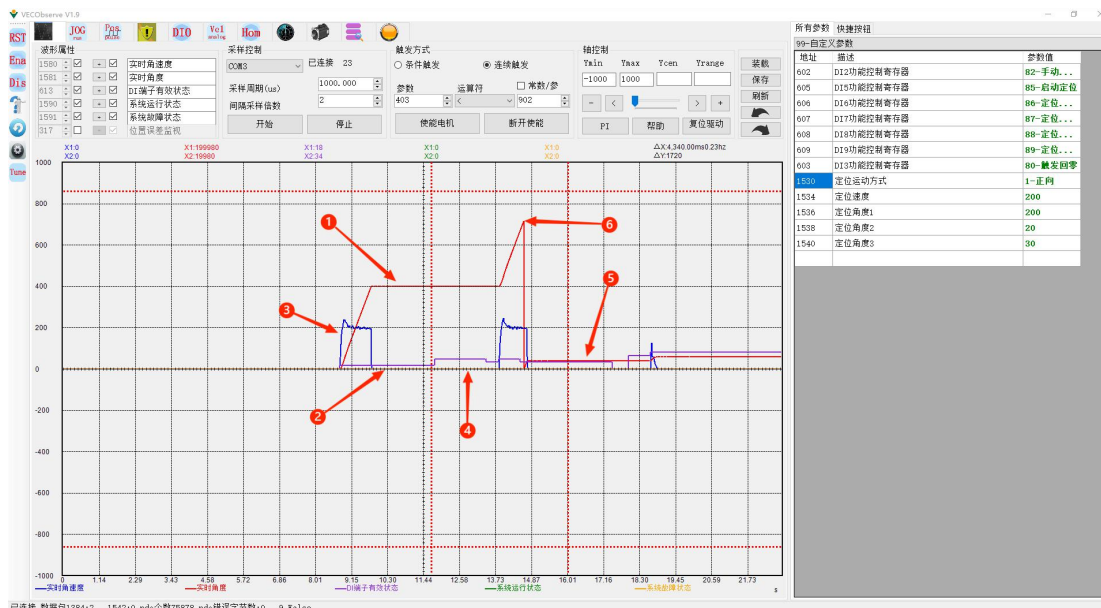 VECObserve V1.9
RST
JOG
run
Pos
point
DIO
Vel
analog
Hom
Ena
Dis
Tune
波形属性
1580 实时角速度
1581 实时角度
613 DI端子有效状态
1590 系统运行状态
1591 系统故障状态
317 位置误差监视
采样控制
COM3 已连接 23
采样周期(us) 1000.000
间隔采样倍数 2
开始 停止
触发方式
条件触发 连续触发
参数 运算符 常数/参
403 < 902
使能电机 断开使能
轴控制
Ymin Ymax Ycen Yrange
-1000 1000
- < > +
PI 帮助 复位驱动
装载
保存
刷新
X1:0 X1:199980 X1:18 X1:0 X1:0 ΔX:4,340.00ms0.23hz
X2:0 X2:19980 X2:34 X2:0 X2:0 ΔY:1720
1000
800
600
400
200
0
-200
-400
-600
-800
-1000
1
2
3
4
5
6
0 1.14 2.29 3.43 4.58 5.72 6.86 8.01 9.15 10.30 11.44 12.58 13.73 14.87 16.01 17.16 18.30 19.45 20.59 21.73
实时角速度 实时角度 DI端子有效状态 系统运行状态 系统故障状态 s
所有参数 快捷按钮
99-自定义参数
地址 描述 参数值
602 DI2功能控制寄存器 82-手动...
605 DI5功能控制寄存器 85-启动定位
606 DI6功能控制寄存器 86-定位...
607 DI7功能控制寄存器 87-定位...
608 DI8功能控制寄存器 88-定位...
609 DI9功能控制寄存器 89-定位...
603 DI3功能控制寄存器 80-触发回零
1530 定位运动方式 1-正向
1534 定位速度 200
1536 定位角度1 200
1538 定位角度2 20
1540 定位角度3 30